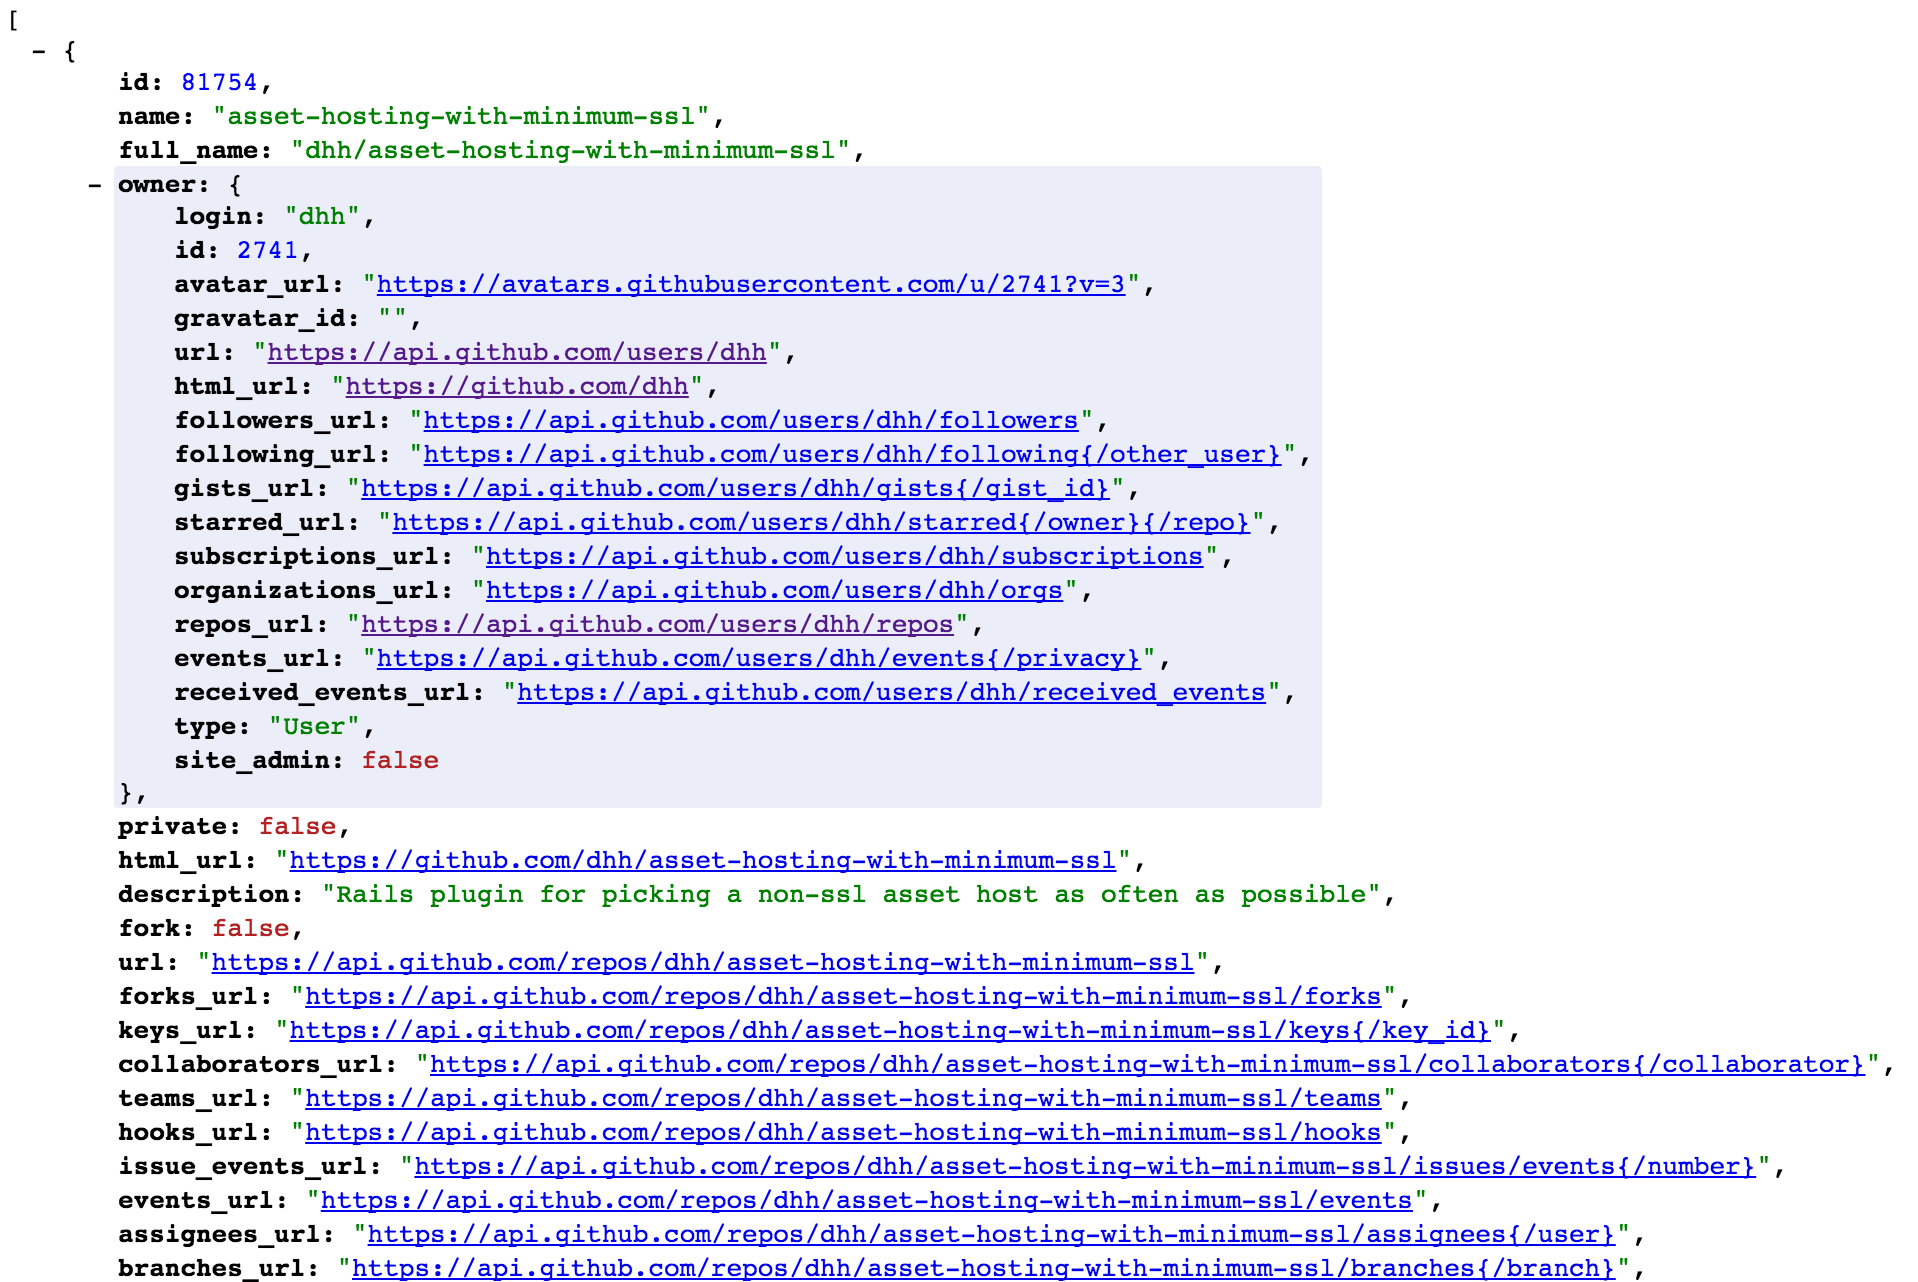 [
- {
id: 81754,
name: "asset-hosting-with-minimum-ssl",
full_name: "dhh/asset-hosting-with-minimum-ssl",
- owner: {
login: "dhh",
id: 2741,
avatar_url: "https://avatars.githubusercontent.com/u/2741?v=3",
gravatar_id: "",
url: "https://api.github.com/users/dhh",
html_url: "https://github.com/dhh",
followers_url: "https://api.github.com/users/dhh/followers",
following_url: "https://api.github.com/users/dhh/following{/other_user}",
gists_url: "https://api.github.com/users/dhh/gists{/gist_id}",
starred_url: "https://api.github.com/users/dhh/starred{/owner}{/repo}",
subscriptions_url: "https://api.github.com/users/dhh/subscriptions",
organizations_url: "https://api.github.com/users/dhh/orgs",
repos_url: "https://api.github.com/users/dhh/repos",
events_url: "https://api.github.com/users/dhh/events{/privacy}",
received_events_url: "https://api.github.com/users/dhh/received_events",
type: "User",
site_admin: false
},
private: false,
html_url: "https://github.com/dhh/asset-hosting-with-minimum-ssl",
description: "Rails plugin for picking a non-ssl asset host as often as possible",
fork: false,
url: "https://api.github.com/repos/dhh/asset-hosting-with-minimum-ssl",
forks_url: "https://api.github.com/repos/dhh/asset-hosting-with-minimum-ssl/forks",
keys_url: "https://api.github.com/repos/dhh/asset-hosting-with-minimum-ssl/keys{/key_id}",
collaborators_url: "https://api.github.com/repos/dhh/asset-hosting-with-minimum-ssl/collaborators{/collaborator}",
teams_url: "https://api.github.com/repos/dhh/asset-hosting-with-minimum-ssl/teams",
hooks_url: "https://api.github.com/repos/dhh/asset-hosting-with-minimum-ssl/hooks",
issue_events_url: "https://api.github.com/repos/dhh/asset-hosting-with-minimum-ssl/issues/events{/number}",
events_url: "https://api.github.com/repos/dhh/asset-hosting-with-minimum-ssl/events",
assignees_url: "https://api.github.com/repos/dhh/asset-hosting-with-minimum-ssl/assignees{/user}",
branches_url: "https://api.github.com/repos/dhh/asset-hosting-with-minimum-ssl/branches{/branch}",